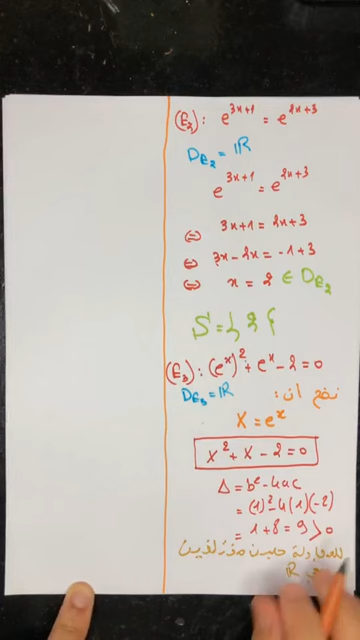 (E₂): e^{3x+1} = e^{2x+3}
D_{E₂} = ℝ
e^{3x+1} = e^{2x+3}
⇔ 3x+1 = 2x+3
⇔ 3x-2x = -1+3
⇔ x = 2 ∈ D_{E₂}
S = {2}
(E₃): (e^x)² + e^x - 2 = 0
D_{E₃} = ℝ
نضع أن:
X = e^x
X² + X - 2 = 0
Δ = b² - 4ac
= (1)² - 4(1)(-2)
= 1 + 8 = 9 > 0
للمعادلة حلين مختلفين
ℝ